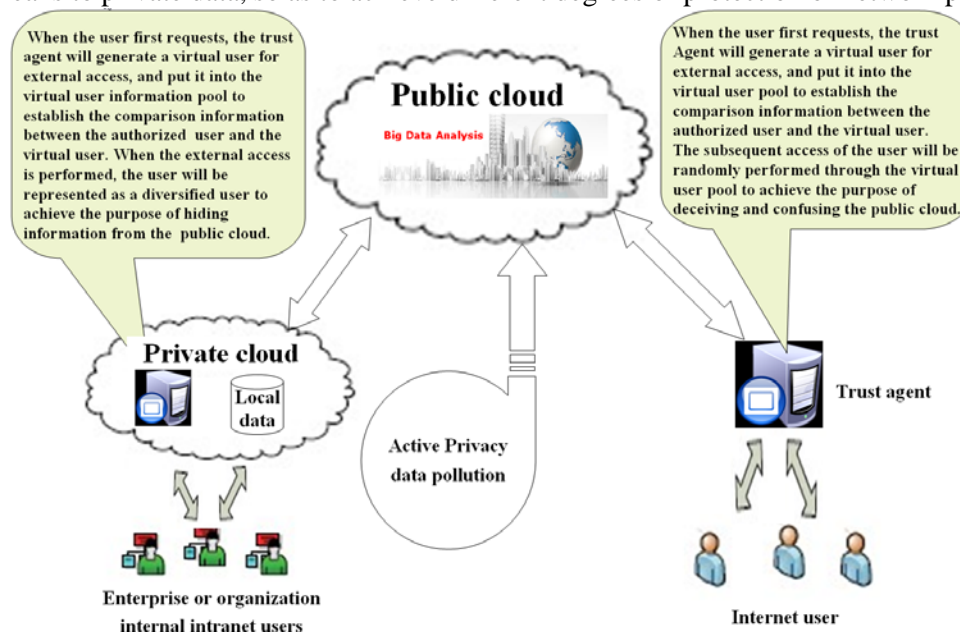 When the user first requests, the trust
agent will generate a virtual user for
external access, and put it into the
virtual user information pool to
establish the comparison information
between the authorized user and the
virtual user. When the external access
is performed, the user will be
represented as a diversified user to
achieve the purpose of hiding
information from the public cloud.
When the user first requests, the trust
Agent will generate a virtual user for
external access, and put it into the
virtual user pool to establish the
comparison information between the
authorized user and the virtual user.
The subsequent access of the user will be
randomly performed through the virtual
user pool to achieve the purpose of
deceiving and confusing the public cloud.
Public cloud
Big Data Analysis
Private cloud
Local
data
Active Privacy
data pollution
Trust agent
Enterprise or organization
internal intranet users
Internet user